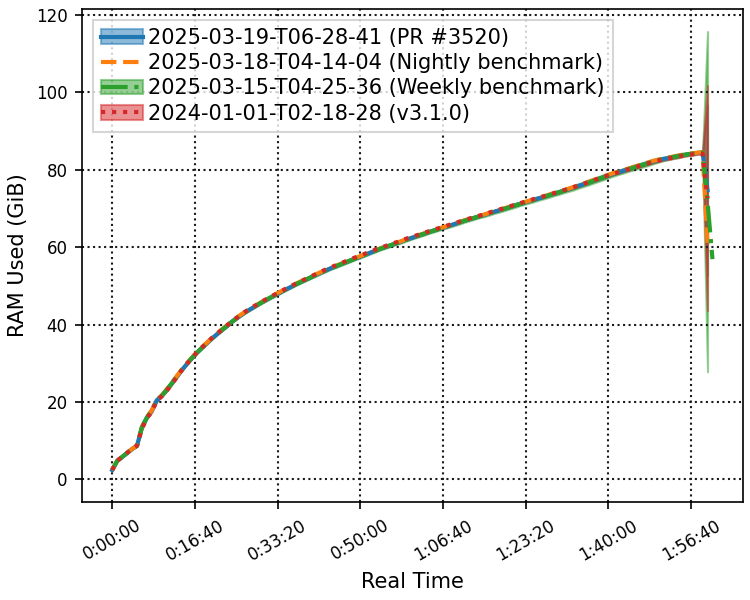 2025-03-19-T06-28-41 (PR #3520)
2025-03-18-T04-14-04 (Nightly benchmark)
2025-03-15-T04-25-36 (Weekly benchmark)
2024-01-01-T02-18-28 (v3.1.0)
RAM Used (GiB)
120
100
80
60
40
20
0
0:00:00
0:16:40
0:33:20
0:50:00
1:06:40
1:23:20
1:40:00
1:56:40
Real Time